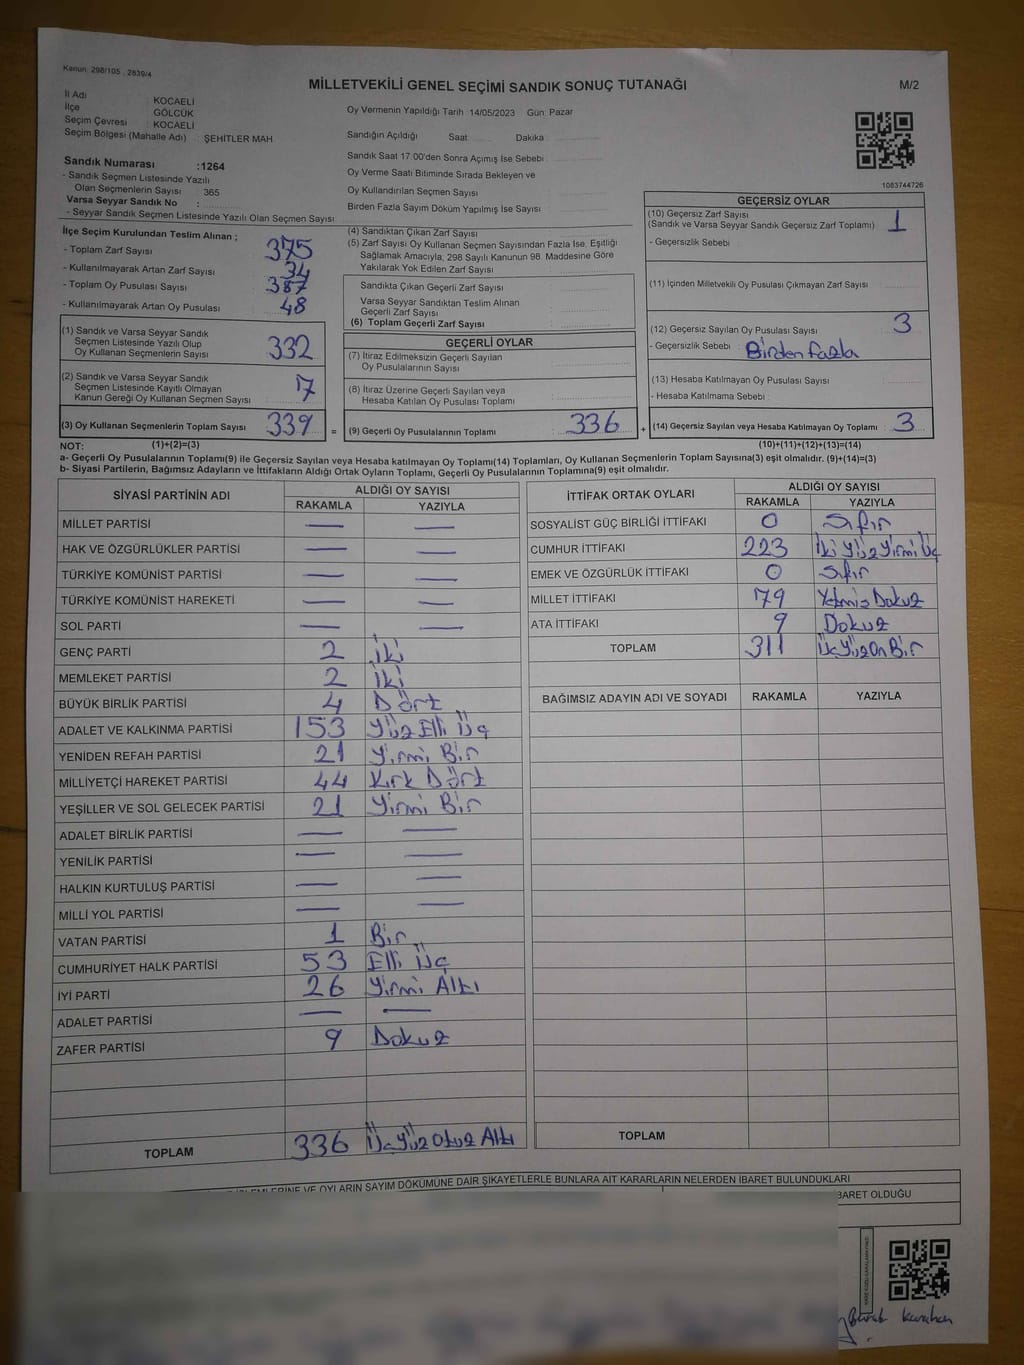 Kanun: 298/105 , 2839/4
MİLLETVEKİLİ GENEL SEÇİMİ SANDIK SONUÇ TUTANAĞI
M/2
İl Adı KOCAELİ
İlçe GÖLCÜK
Seçim Çevresi : KOCAELİ
Seçim Bölgesi (Mahalle Adı) : ŞEHİTLER MAH
Oy Vermenin Yapıldığı Tarih 14/05/2023 Gün: Pazar
Sandığın Açıldığı Saat Dakika
Sandık Saat 17:00'den Sonra Açımış İse Sebebi
Oy Verme Saati Bitiminde Sırada Bekleyen ve
Oy Kullandırılan Seçmen Sayısı
Birden Fazla Sayım Döküm Yapılmış İse Sayısı
1083744726
Sandık Numarası :1264
- Sandık Seçmen Listesinde Yazılı
Olan Seçmenlerin Sayısı : 365
Varsa Seyyar Sandık No :
- Seyyar Sandık Seçmen Listesinde Yazılı Olan Seçmen Sayısı
İlçe Seçim Kurulundan Teslim Alınan ;
- Toplam Zarf Sayısı : 375
- Kullanılmayarak Artan Zarf Sayısı : 34
- Toplam Oy Pusulası Sayısı : 387
- Kullanılmayarak Artan Oy Pusulası : 48
(1) Sandık ve Varsa Seyyar Sandık
Seçmen Listesinde Yazılı Olup
Oy Kullanan Seçmenlerin Sayısı 332
(2) Sandık ve Varsa Seyyar Sandık
Seçmen Listesinde Kayıtlı Olmayan
Kanun Gereği Oy Kullanan Seçmen Sayısı 7
(3) Oy Kullanan Seçmenlerin Toplam Sayısı 339 =
(4) Sandıktan Çıkan Zarf Sayısı
(5) Zarf Sayısı Oy Kullanan Seçmen Sayısından Fazla İse, Eşitliği
Sağlamak Amacıyla; 298 Sayılı Kanunun 98. Maddesine Göre
Yakılarak Yok Edilen Zarf Sayısı
Sandıkta Çıkan Geçerli Zarf Sayısı
Varsa Seyyar Sandıktan Teslim Alınan
Geçerli Zarf Sayısı
(6) Toplam Geçerli Zarf Sayısı
GEÇERLİ OYLAR
(7) İtiraz Edilmeksizin Geçerli Sayılan
Oy Pusulalarının Sayısı
(8) İtiraz Üzerine Geçerli Sayılan veya
Hesaba Katılan Oy Pusulası Toplamı
(9) Geçerli Oy Pusulalarının Toplamı 336 +
GEÇERSİZ OYLAR
(10) Geçersiz Zarf Sayısı 1
(Sandık ve Varsa Seyyar Sandık Geçersiz Zarf Toplamı)
- Geçersizlik Sebebi
(11) İçinden Milletvekili Oy Pusulası Çıkmayan Zarf Sayısı
(12) Geçersiz Sayılan Oy Pusulası Sayısı 3
- Geçersizlik Sebebi : Birden fazla
(13) Hesaba Katılmayan Oy Pusulası Sayısı
- Hesaba Katılmama Sebebi :
(14) Geçersiz Sayılan veya Hesaba Katılmayan Oy Toplamı 3
NOT: (1)+(2)=(3) (10)+(11)+(12)+(13)=(14)
a- Geçerli Oy Pusulalarının Toplamı(9) ile Geçersiz Sayılan veya Hesaba katılmayan Oy Toplamı(14) Toplamları, Oy Kullanan Seçmenlerin Toplam Sayısına(3) eşit olmalıdır. (9)+(14)=(3)
b- Siyasi Partilerin, Bağımsız Adayların ve İttifakların Aldığı Ortak Oyların Toplamı, Geçerli Oy Pusulalarının Toplamına(9) eşit olmalıdır.
SİYASİ PARTİNİN ADI ALDIĞI OY SAYISI
RAKAMLA YAZIYLA
MİLLET PARTİSİ — —
HAK VE ÖZGÜRLÜKLER PARTİSİ — —
TÜRKİYE KOMÜNİST PARTİSİ — —
TÜRKİYE KOMÜNİST HAREKETİ — —
SOL PARTİ — —
GENÇ PARTİ 2 iki
MEMLEKET PARTİSİ 2 iki
BÜYÜK BİRLİK PARTİSİ 4 Dört
ADALET VE KALKINMA PARTİSİ 153 Yüz Elli Üç
YENİDEN REFAH PARTİSİ 21 Yirmi Bir
MİLLİYETÇİ HAREKET PARTİSİ 44 Kırk Dört
YEŞİLLER VE SOL GELECEK PARTİSİ 21 Yirmi Bir
ADALET BİRLİK PARTİSİ — —
YENİLİK PARTİSİ — —
HALKIN KURTULUŞ PARTİSİ — —
MİLLİ YOL PARTİSİ — —
VATAN PARTİSİ 1 Bir
CUMHURİYET HALK PARTİSİ 53 Elli Üç
İYİ PARTİ 26 Yirmi Altı
ADALET PARTİSİ — —
ZAFER PARTİSİ 9 Dokuz
TOPLAM 336 Üç Yüz Otuz Altı
İTTİFAK ORTAK OYLARI ALDIĞI OY SAYISI
RAKAMLA YAZIYLA
SOSYALİST GÜÇ BİRLİĞİ İTTİFAKI 0 Sıfır
CUMHUR İTTİFAKI 223 İki Yüz Yirmi Üç
EMEK VE ÖZGÜRLÜK İTTİFAKI 0 Sıfır
MİLLET İTTİFAKI 79 Yetmiş Dokuz
ATA İTTİFAKI 9 Dokuz
TOPLAM 311 Üç Yüz On Bir
BAĞIMSIZ ADAYIN ADI VE SOYADI RAKAMLA YAZIYLA
TOPLAM
İŞLEMLERİNE VE OYLARIN SAYIM DÖKÜMÜNE DAİR ŞİKAYETLERLE BUNLARA AİT KARARLARIN NELERDEN İBARET BULUNDUKLARI
BARET OLDUĞU